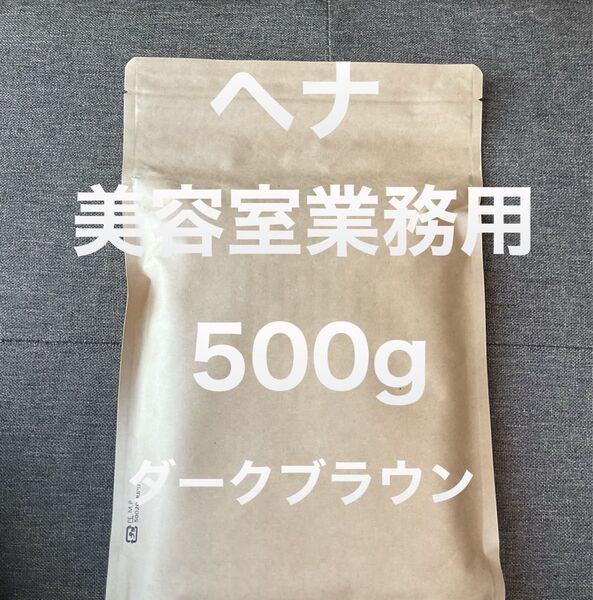 ヘナ
美容室業務用
500g
ダークブラウン